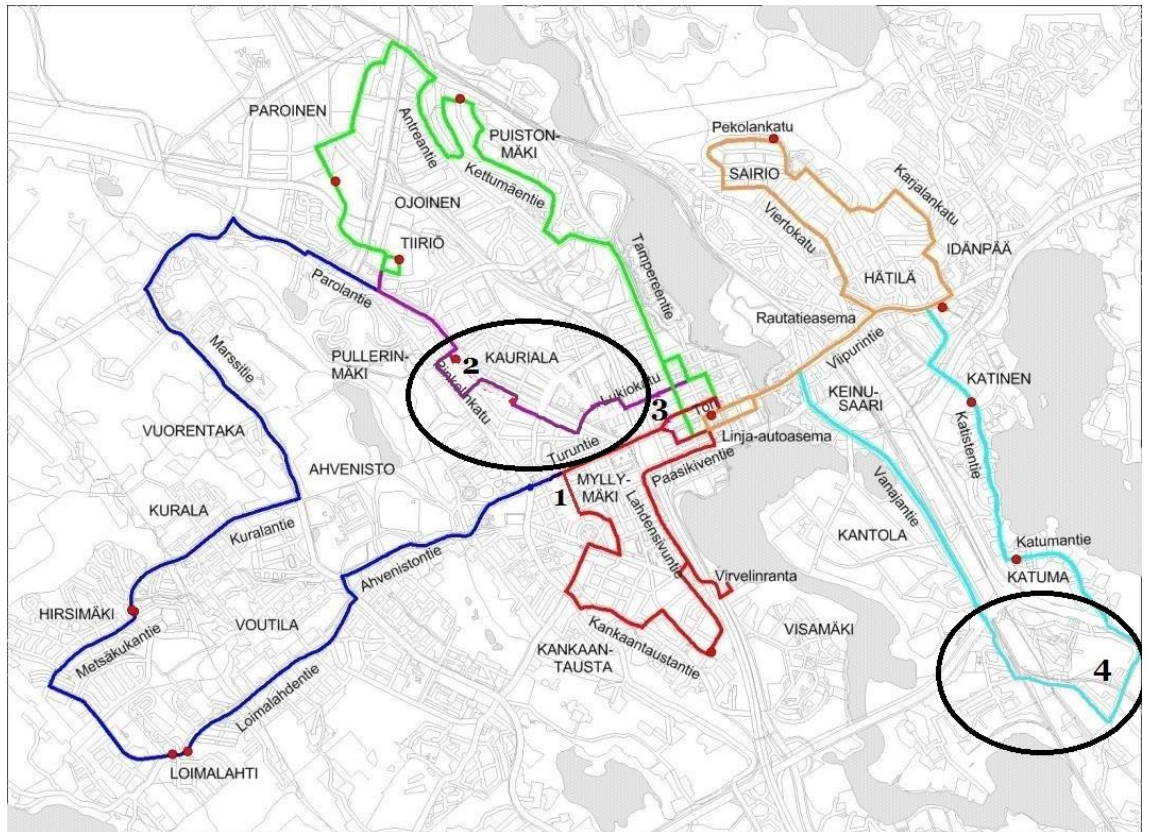 PAROINEN
Antreantie
PUISTON-
MÄKI
Kettumäentie
OJOINEN
TIIRIÖ
Pekolankatu
SAIRIO
Karjalankatu
Viertokatu
IDÄNPÄÄ
HÄTILÄ
Tampereentie
Rautatieasema
Viipurintie
Parolantie
Marssitie
PULLERIN-
MÄKI
2
KAURIALA
Rinkelinkatu
Lukiokatu
3
Tori
KEINU-
SAARI
KATINEN
Katistentie
VUORENTAKA
AHVENISTO
Turuntie
Linja-autoasema
1
MYLLY-
MÄKI
Paasikiventie
Lahdensivuntie
Vanajantie
KURALA
Kuralantie
KANTOLA
Katumantie
KATUMA
Ahvenistontie
Virvelinranta
HIRSIMÄKI
VOUTILA
Metsäkukantie
KANKAAN-
TAUSTA
Kankaantaustantie
VISAMÄKI
4
Loimalahdentie
LOIMALAHTI